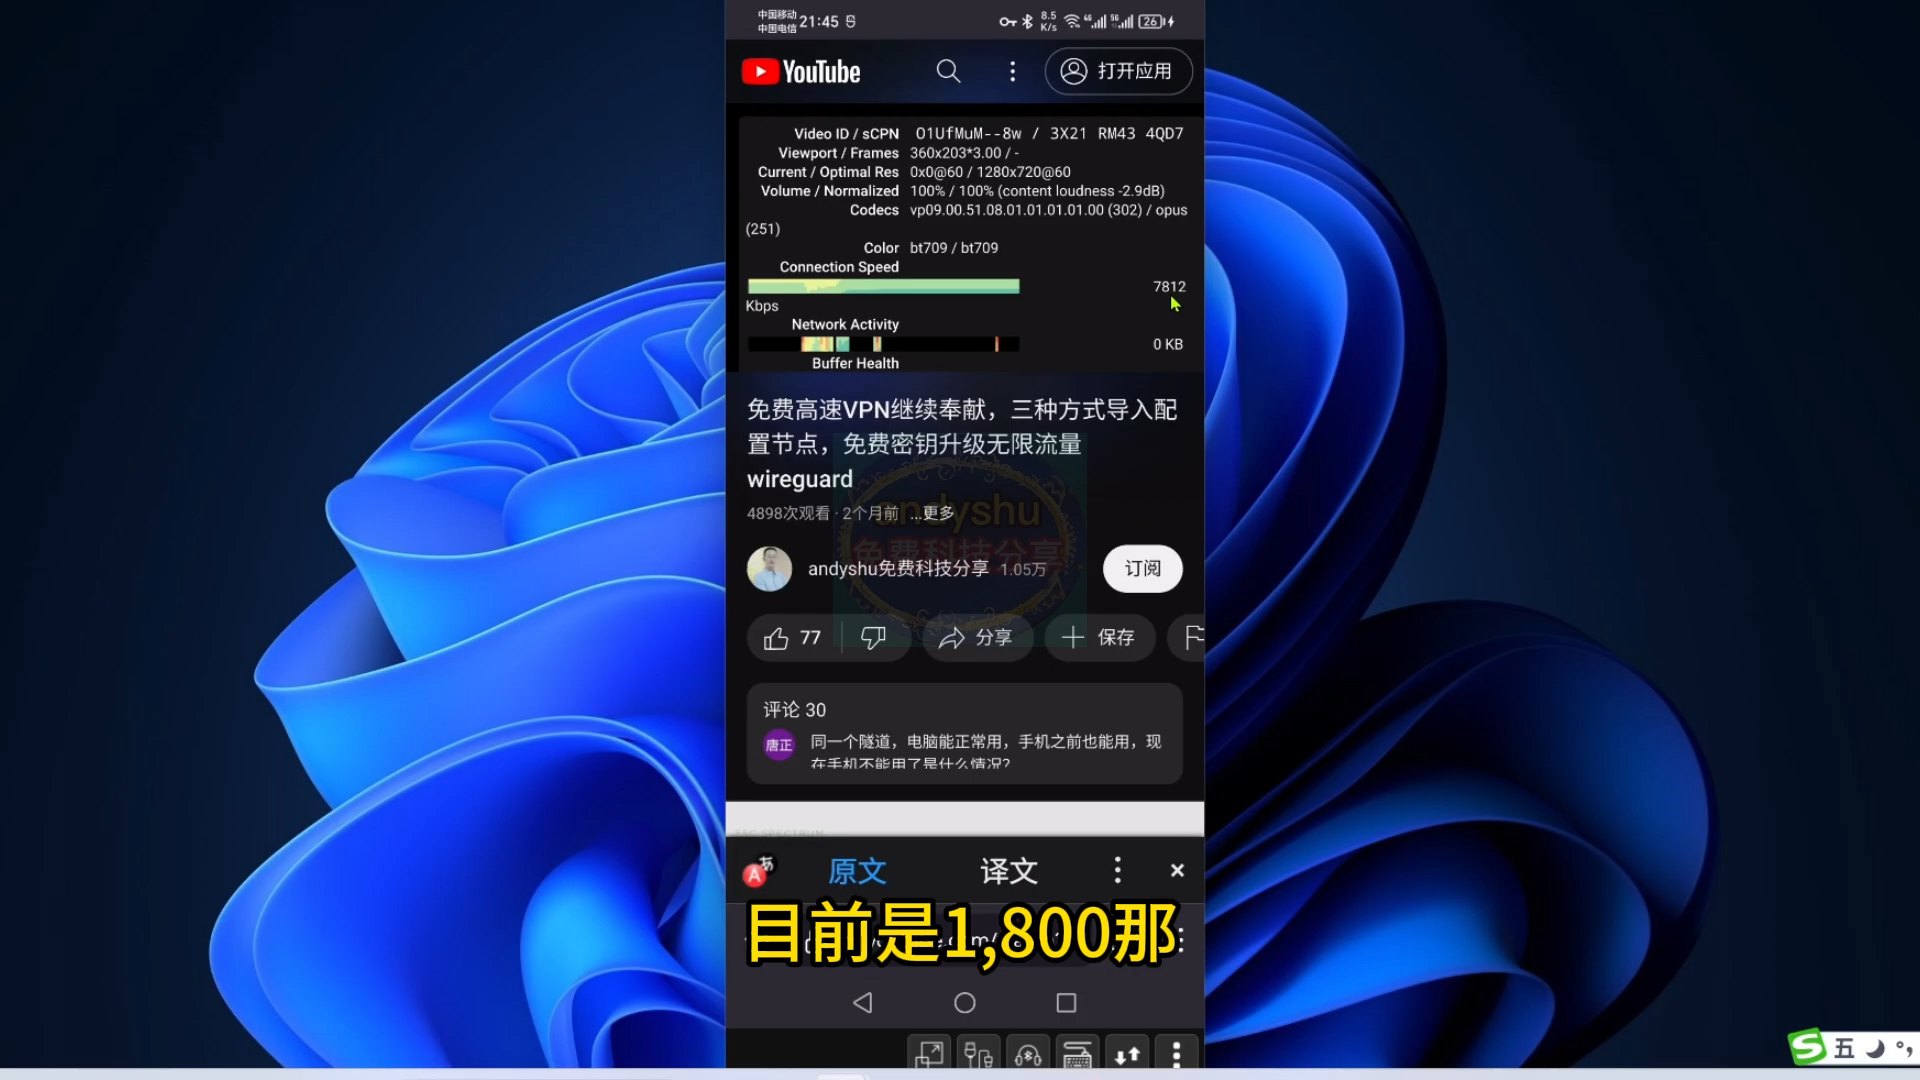 中国移动
中国电信
21:45
8.5
K/s
26
YouTube
打开应用
Video ID / sCPN O1UfMuM--8w / 3X21 RM43 4QD7
Viewport / Frames 360x203*3.00 / -
Current / Optimal Res 0x0@60 / 1280x720@60
Volume / Normalized 100% / 100% (content loudness -2.9dB)
Codecs vp09.00.51.08.01.01.01.01.00 (302) / opus
(251)
Color bt709 / bt709
Connection Speed
7812
Kbps
Network Activity
0 KB
Buffer Health
免费高速VPN继续奉献，三种方式导入配
置节点，免费密钥升级无限流量
wireguard
4898次观看 · 2个月前 ...更多
andyshu
免费科技分享
andyshu免费科技分享 1.05万
订阅
77
分享
保存
评论 30
唐正
同一个隧道，电脑能正常用，手机之前也能用，现
在手机不能用了是什么情况?
原文
译文
目前是1,800那
五